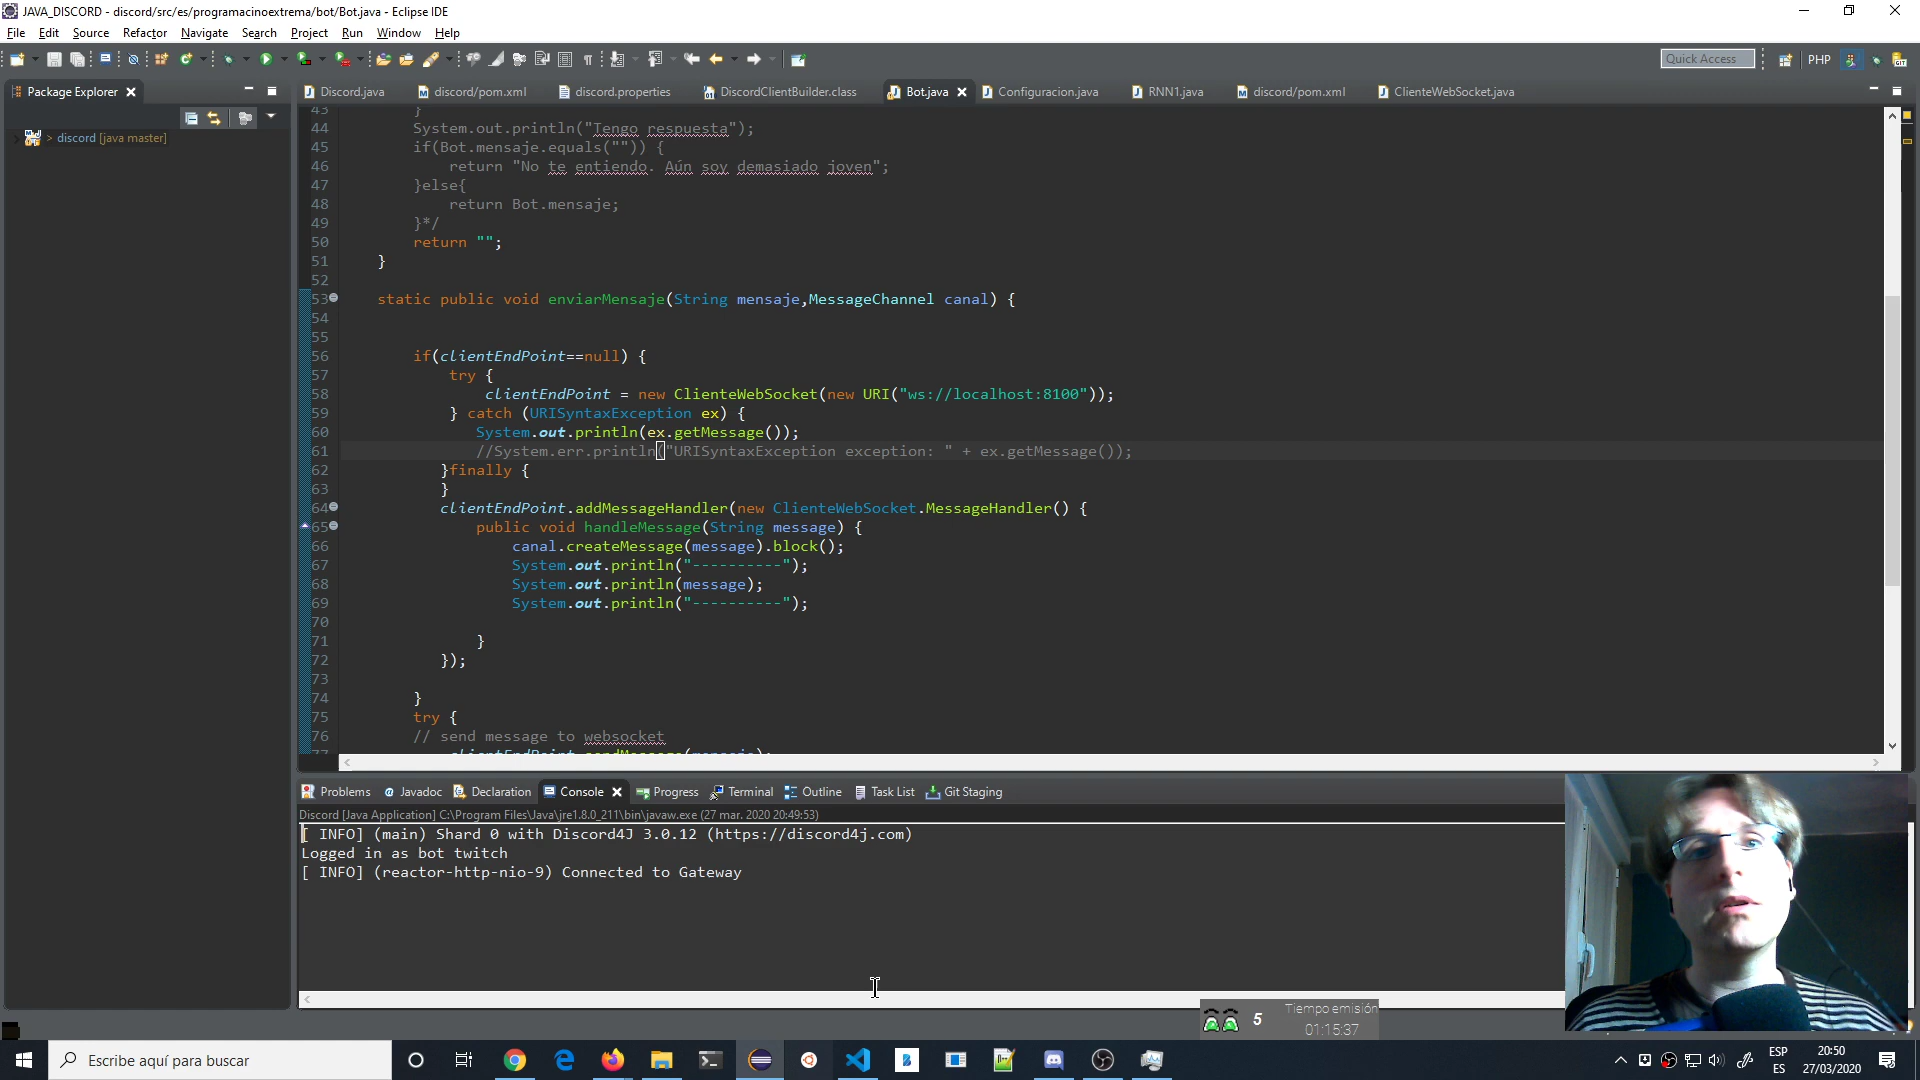 JAVA_DISCORD - discord/src/es/programacinoextrema/bot/Bot.java - Eclipse IDE
File Edit Source Refactor Navigate Search Project Run Window Help
Quick Access
PHP
Package Explorer
Discord.java discord/pom.xml discord.properties DiscordClientBuilder.class Bot.java Configuracion.java RNN1.java discord/pom.xml ClienteWebSocket.java
> discord [java master]
43 }
44 System.out.println("Tengo respuesta");
45 if(Bot.mensaje.equals("")) {
46 return "No te entiendo. Aún soy demasiado joven";
47 }else{
48 return Bot.mensaje;
49 }*/
50 return "";
51 }
52
53 static public void enviarMensaje(String mensaje,MessageChannel canal) {
54
55
56 if(clientEndPoint==null) {
57 try {
58 clientEndPoint = new ClienteWebSocket(new URI("ws://localhost:8100"));
59 } catch (URISyntaxException ex) {
60 System.out.println(ex.getMessage());
61 //System.err.println("URISyntaxException exception: " + ex.getMessage());
62 }finally {
63 }
64 clientEndPoint.addMessageHandler(new ClienteWebSocket.MessageHandler() {
65 public void handleMessage(String message) {
66 canal.createMessage(message).block();
67 System.out.println("----------");
68 System.out.println(message);
69 System.out.println("----------");
70
71 }
72 });
73
74 }
75 try {
76 // send message to websocket
77 clientEndPoint.sendMessage(mensaje);
Problems Javadoc Declaration Console Progress Terminal Outline Task List Git Staging
Discord [Java Application] C:\Program Files\Java\jre1.8.0_211\bin\javaw.exe (27 mar. 2020 20:49:53)
[ INFO] (main) Shard 0 with Discord4J 3.0.12 (https://discord4j.com)
Logged in as bot twitch
[ INFO] (reactor-http-nio-9) Connected to Gateway
5
Tiempo emisión
01:15:37
Escribe aquí para buscar
ESP
ES
20:50
27/03/2020